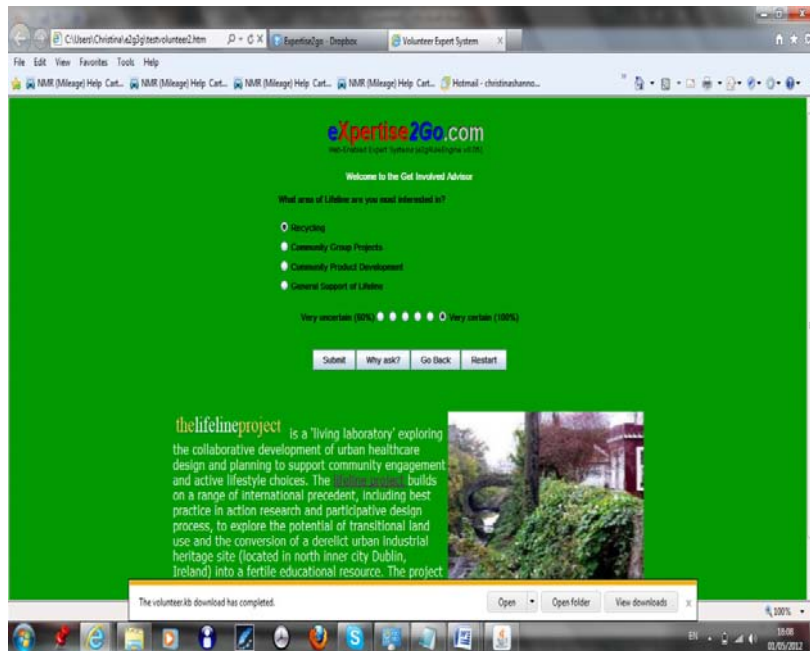 C:\Users\Christina\e2g3g\testvolunteer2.htm
Expertise2go - Dropbox
Volunteer Expert System
File Edit View Favorites Tools Help
NMR (Mileage) Help Cart... NMR (Mileage) Help Cart... NMR (Mileage) Help Cart... NMR (Mileage) Help Cart... Hotmail - christinashanno...
eXpertise2Go.com
Welcome to the Get Involved Advisor
What area of Lifeline are you most interested in?
Recycling
Community Group Projects
Community Product Development
General Support of Lifeline
Very uncertain (50%) Very certain (100%)
Submit Why ask? Go Back Restart
thelifelineproject is a 'living laboratory' exploring
the collaborative development of urban healthcare
design and planning to support community engagement
and active lifestyle choices. The lifeline project builds
on a range of international precedent, including best
practice in action research and participative design
process, to explore the potential of transitional land
use and the conversion of a derelict urban industrial
heritage site (located in north inner city Dublin,
Ireland) into a fertile educational resource. The project
The volunteer.kb download has completed.
Open Open folder View downloads
100%
EN
18:08
01/05/2012